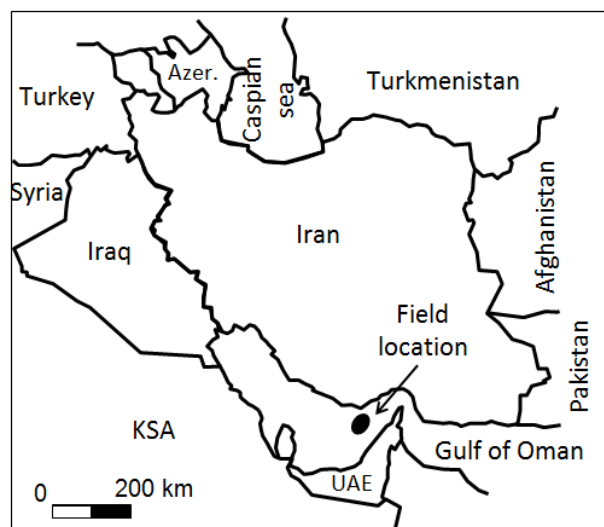 Azer.
Turkey
Caspian
sea
Turkmenistan
Syria
Iraq
Iran
Afghanistan
Field
location
Pakistan
KSA
Gulf of Oman
UAE
0 200 km